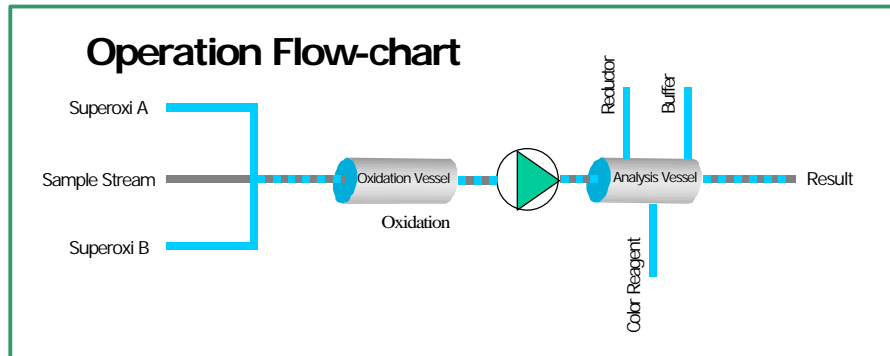 Operation Flow-chart
Superoxi A
Sample Stream
Superoxi B
Oxidation Vessel
Oxidation
Reductor
Buffer
Analysis Vessel
Color Reagent
Result